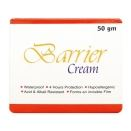 50 gm
Barrier
Cream
• Waterproof • 4 Hours Protection • Hypoallergenic
• Acid & Alkali Resistant • Forms an Invisible Film